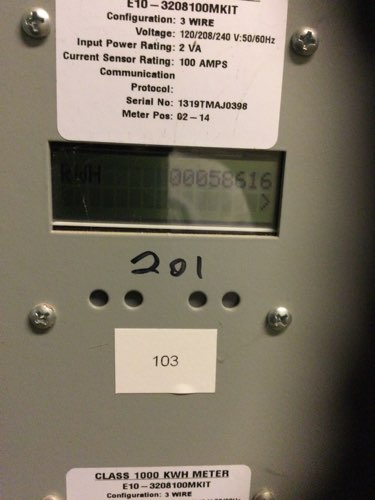 E10-3208100MKIT
Configuration: 3 WIRE
Voltage: 120/208/240 V:50/60Hz
Input Power Rating: 2 VA
Current Sensor Rating: 100 AMPS
Communication
Protocol:
Serial No: 1319TMAJ0398
Meter Pos: 02-14
KWH 00058616
>
201
103
CLASS 1000 KWH METER
E10-3208100MKIT
Configuration: 3 WIRE